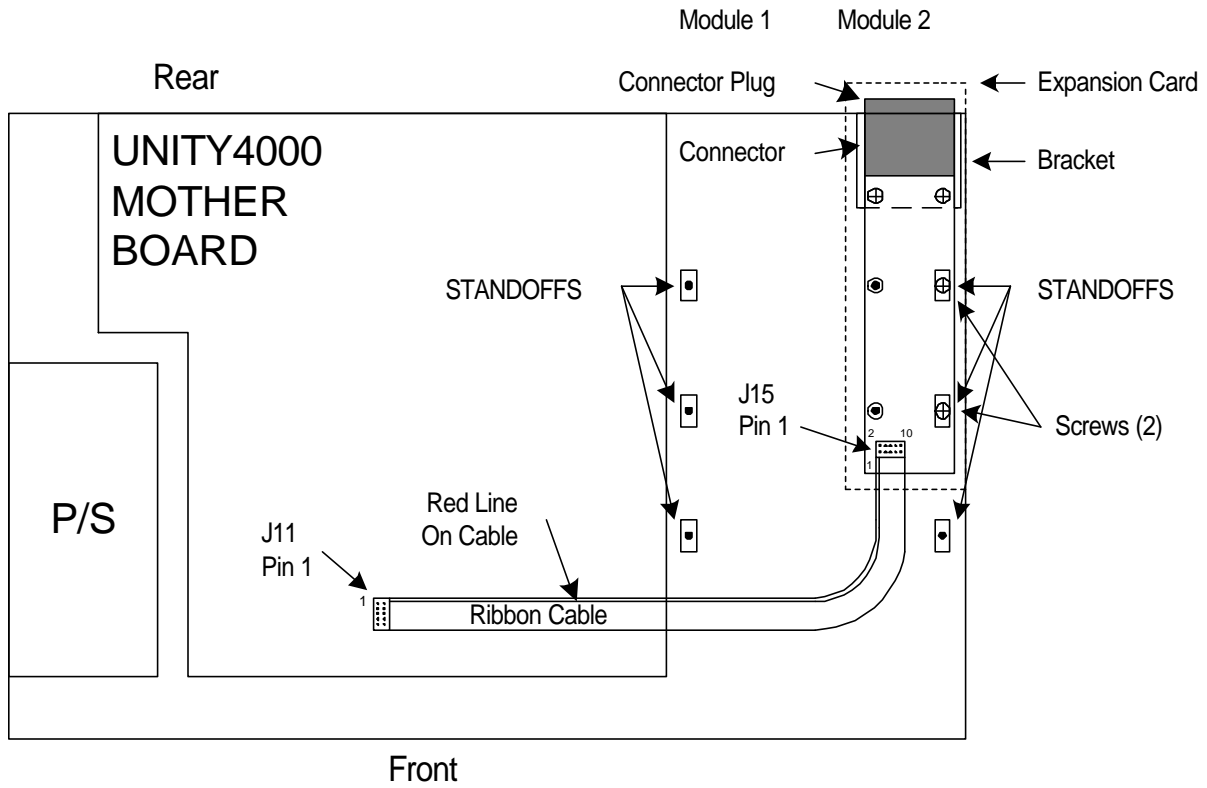 Module 1
Module 2
Rear
Connector Plug
Expansion Card
UNITY4000
MOTHER
BOARD
Connector
Bracket
STANDOFFS
STANDOFFS
J15
Pin 1
Screws (2)
2
10
1
P/S
Red Line
On Cable
J11
Pin 1
1
Ribbon Cable
Front